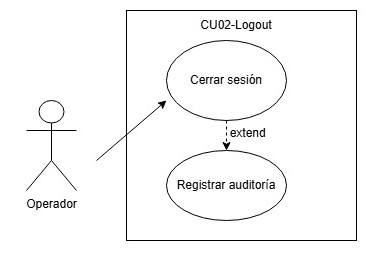 CU02-Logout
Cerrar sesión
extend
Registrar auditoría
Operador